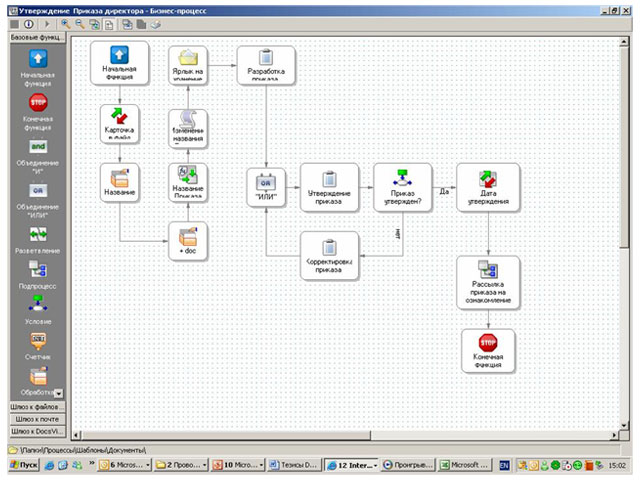 Утверждение Приказа директора - Бизнес-процесс
Базовые функц...
Начальная
функция
Конечная
функция
Объединение
"И"
Объединение
"ИЛИ"
Разветвление
Подпроцесс
Условие
Счетчик
Обработка
Шлюз к файлов...
Шлюз к почте
Шлюз к DocsVi...
Начальная
функция
Карточка
в файл
Название
+ doc
Название
Приказа
Изменени
названия
Ярлык на
хранение
Разработка
приказа
OR
"ИЛИ"
Утверждение
приказа
Приказ
утвержден?
Да
нет
Корректировка
приказа
Дата
утверждения
Рассылка
приказа на
ознакомление
STOP
Конечная
функция
and
OR
STOP
\Папки\Процессы\Шаблоны\Документы\
Пуск
6 Micros...
2 Прово...
10 Micro...
Тезисы D...
12 Inter...
Проигрыв...
Microsoft ...
EN
15:02